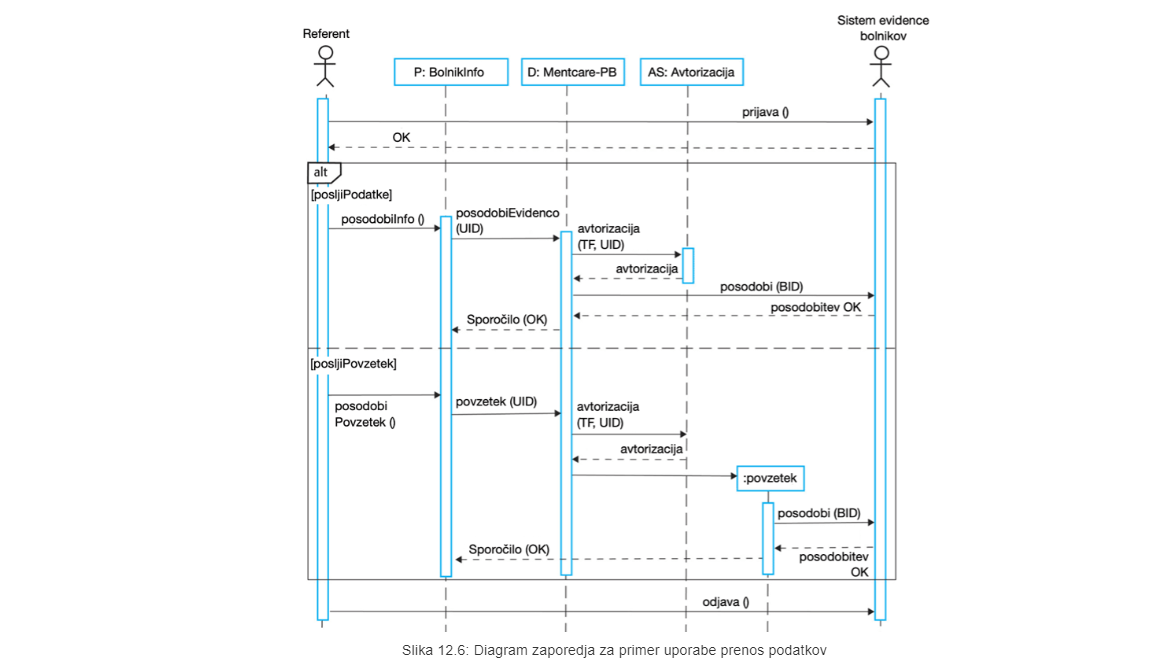 Referent
Sistem evidence
bolnikov
P: BolnikInfo
D: Mentcare-PB
AS: Avtorizacija
prijava ()
OK
alt
[posljiPodatke]
posodobiInfo ()
posodobiEvidenco
(UID)
avtorizacija
(TF, UID)
avtorizacija
posodobi (BID)
posodobitev OK
Sporočilo (OK)
[posljiPovzetek]
posodobi
Povzetek ()
povzetek (UID)
avtorizacija
(TF, UID)
avtorizacija
:povzetek
posodobi (BID)
Sporočilo (OK)
posodobitev
OK
odjava ()
Slika 12.6: Diagram zaporedja za primer uporabe prenos podatkov